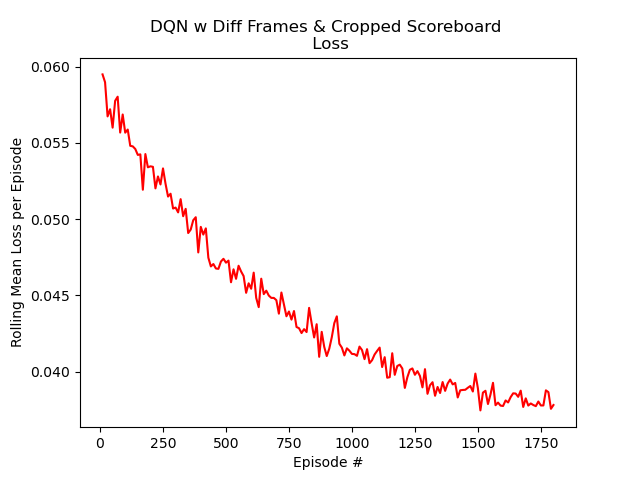 DQN w Diff Frames & Cropped Scoreboard
Loss
0.060
0.055
0.050
0.045
0.040
Rolling Mean Loss per Episode
0 250 500 750 1000 1250 1500 1750
Episode #